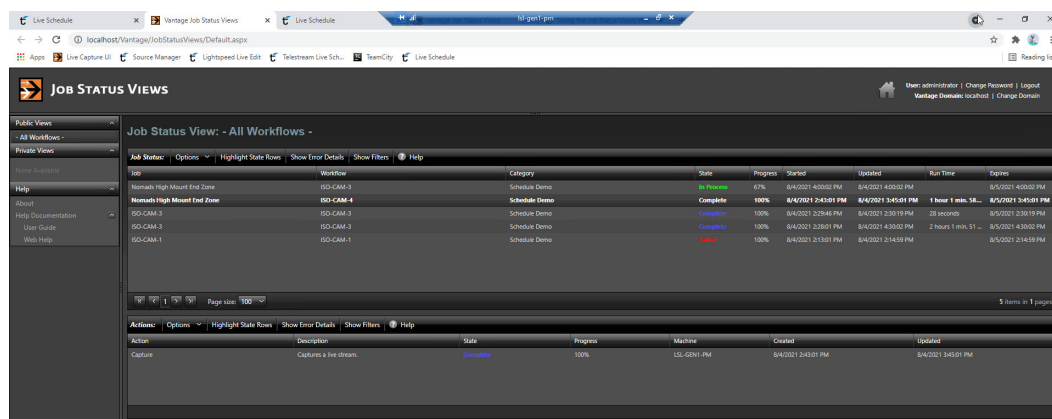 Live Schedule Vantage Job Status Views Live Schedule lsl-gen1-pm
localhost/Vantage/JobStatusViews/Default.aspx
Apps Live Capture UI Source Manager Lightspeed Live Edit Telestream Live Sch... TeamCity Live Schedule Reading lis
JOB STATUS VIEWS
User: administrator | Change Password | Logout
Vantage Domain: localhost | Change Domain
Public Views
- All Workflows -
Private Views
None Available
Help
About
Help Documentation
User Guide
Web Help
Job Status View: - All Workflows -
Job Status: Options Highlight State Rows Show Error Details Show Filters Help
Job Workflow Category State Progress Started Updated Run Time Expires
Nomads High Mount End Zone ISO-CAM-3 Schedule Demo In Process 67% 8/4/2021 4:00:02 PM 8/4/2021 4:00:02 PM 8/5/2021 4:00:02 PM
Nomads High Mount End Zone ISO-CAM-4 Schedule Demo Complete 100% 8/4/2021 2:43:01 PM 8/4/2021 3:45:01 PM 1 hour 1 min. 58... 8/5/2021 3:45:01 PM
ISO-CAM-3 ISO-CAM-3 Schedule Demo Complete 100% 8/4/2021 2:29:46 PM 8/4/2021 2:30:19 PM 28 seconds 8/5/2021 2:30:19 PM
ISO-CAM-3 ISO-CAM-3 Schedule Demo Complete 100% 8/4/2021 2:28:01 PM 8/4/2021 4:30:02 PM 2 hours 1 min. 51 ... 8/5/2021 4:30:02 PM
ISO-CAM-1 ISO-CAM-1 Schedule Demo Failed 100% 8/4/2021 2:13:01 PM 8/4/2021 2:14:59 PM 8/5/2021 2:14:59 PM
1 Page size: 100 5 items in 1 pages
Actions: Options Highlight State Rows Show Error Details Show Filters Help
Action Description State Progress Machine Created Updated
Capture Captures a live stream. Complete 100% LSL-GEN1-PM 8/4/2021 2:43:01 PM 8/4/2021 3:45:01 PM